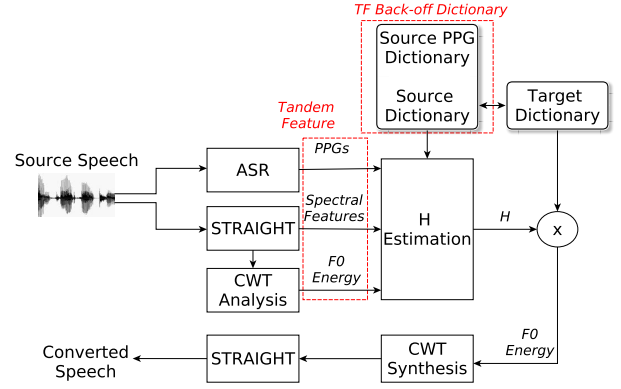 TF Back-off Dictionary
Source PPG
Dictionary
Source
Dictionary
Target
Dictionary
Tandem
Feature
Source Speech
ASR
PPGs
STRAIGHT
Spectral
Features
H
Estimation
H
x
CWT
Analysis
F0
Energy
F0
Energy
Converted
Speech
STRAIGHT
CWT
Synthesis